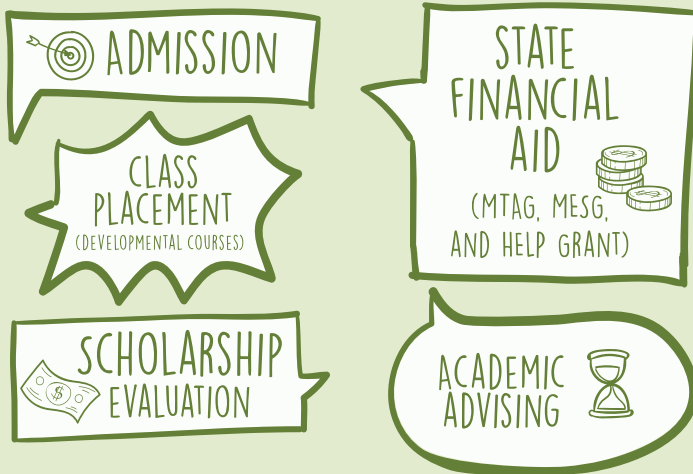 ADMISSION
CLASS
PLACEMENT
(DEVELOPMENTAL COURSES)
SCHOLARSHIP
$
EVALUATION
STATE
FINANCIAL
AID
(MTAG, MESG,
AND HELP GRANT)
ACADEMIC
ADVISING